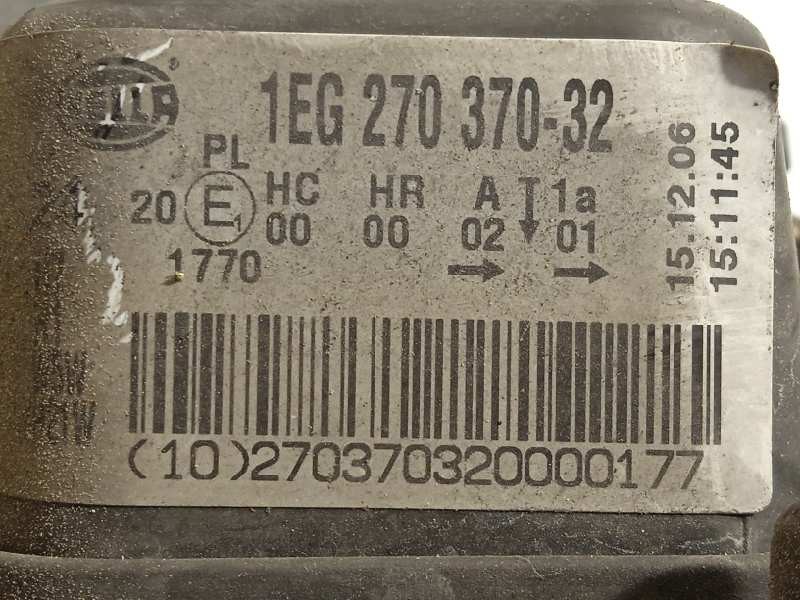 HELLA ®
1EG 270 370-32
PL
20 E1 HC HR A 1a
00 00 02 01
1770
15.12.06
15:11:45
(10)270370320000177